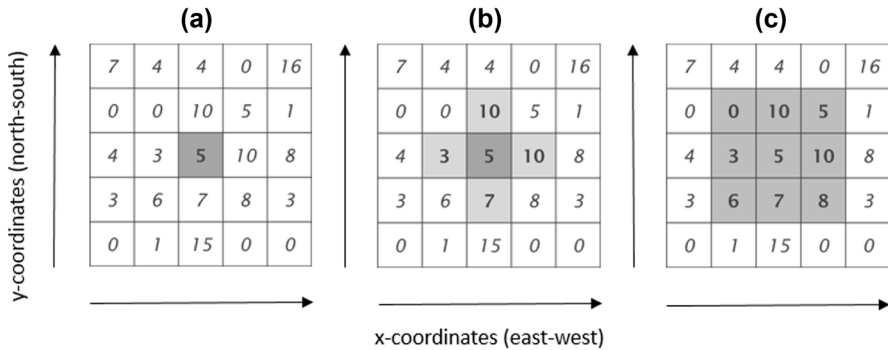 (a) (b) (c)
y-coordinates (north-south)
7 4 4 0 16
0 0 10 5 1
4 3 5 10 8
3 6 7 8 3
0 1 15 0 0
7 4 4 0 16
0 0 10 5 1
4 3 5 10 8
3 6 7 8 3
0 1 15 0 0
7 4 4 0 16
0 0 10 5 1
4 3 5 10 8
3 6 7 8 3
0 1 15 0 0
x-coordinates (east-west)